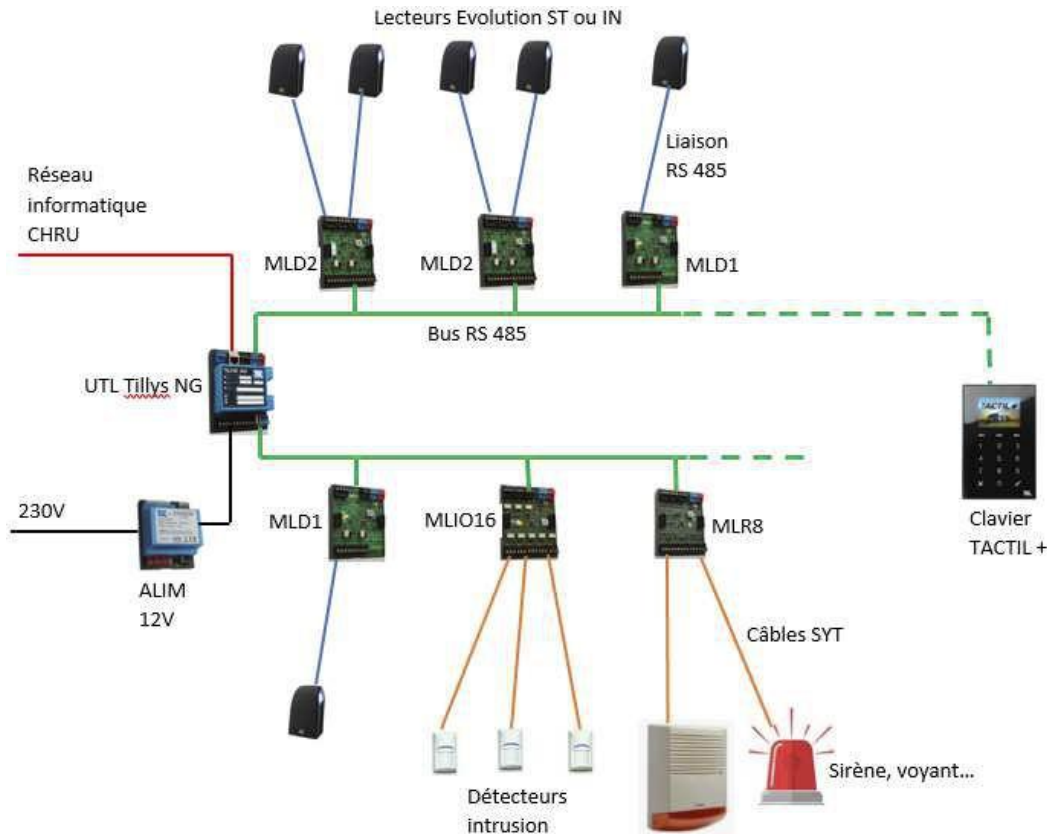 Lecteurs Evolution ST ou IN
Liaison
RS 485
Réseau
informatique
CHRU
MLD2
MLD2
MLD1
Bus RS 485
UTL Tillys NG
TACTIL +
230V
MLD1
MLIO16
MLR8
Clavier
TACTIL +
ALIM
12V
Câbles SYT
Sirène, voyant...
Détecteurs
intrusion